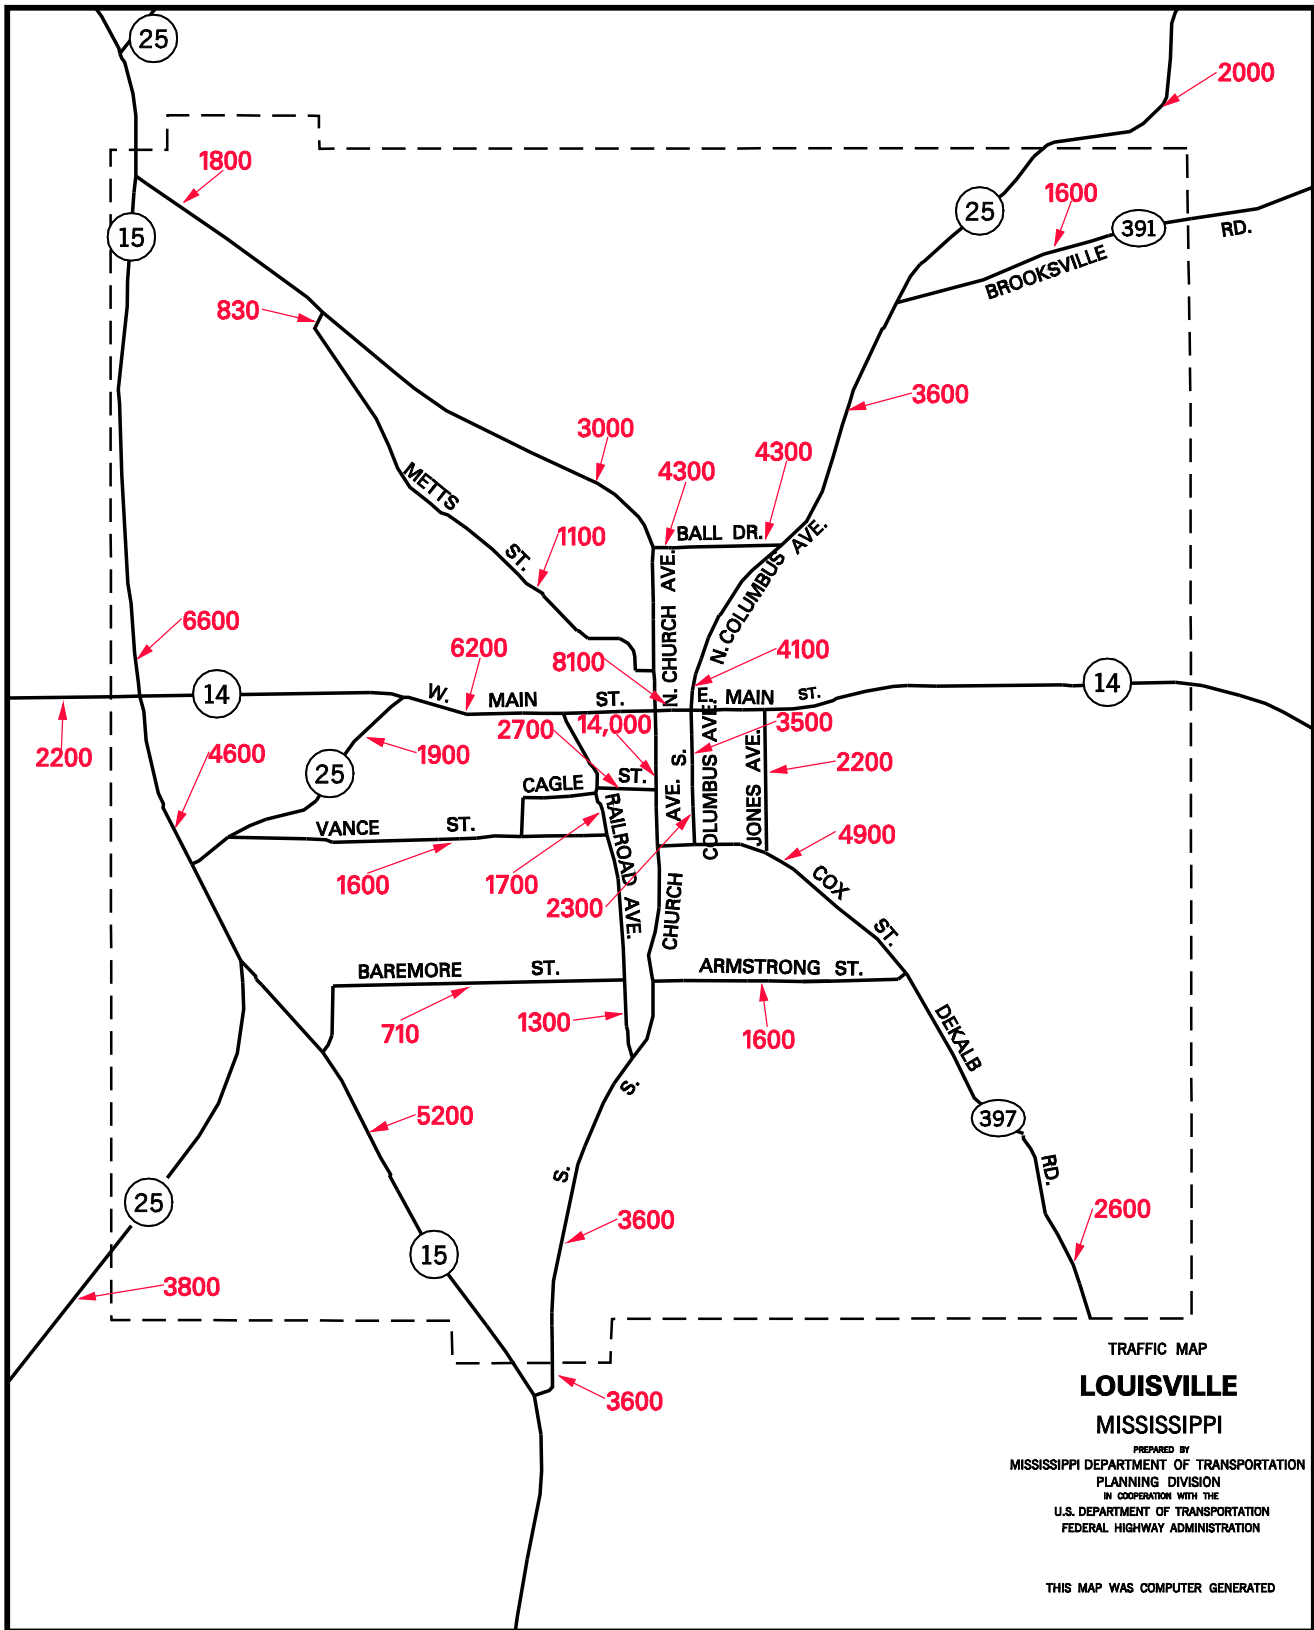 25
2000
1800
1600
25
391
RD.
15
BROOKSVILLE
830
3600
3000
4300
4300
METTS
BALL DR.
N. COLUMBUS AVE.
1100
ST.
N. CHURCH AVE.
6600
6200
8100
4100
14
W. MAIN ST.
E. MAIN ST.
14
2200
4600
1900
2700
14,000
3500
2200
25
CAGLE ST.
AVE. S.
COLUMBUS AVE.
JONES AVE.
VANCE ST.
RAILROAD AVE.
4900
1600
1700
2300
COX ST.
CHURCH
BAREMORE ST.
ARMSTRONG ST.
710
1300
1600
DEKALB
S.
5200
397
S.
RD.
25
3600
2600
15
3800
3600
TRAFFIC MAP
LOUISVILLE
MISSISSIPPI
PREPARED BY
MISSISSIPPI DEPARTMENT OF TRANSPORTATION
PLANNING DIVISION
IN COOPERATION WITH THE
U.S. DEPARTMENT OF TRANSPORTATION
FEDERAL HIGHWAY ADMINISTRATION
THIS MAP WAS COMPUTER GENERATED